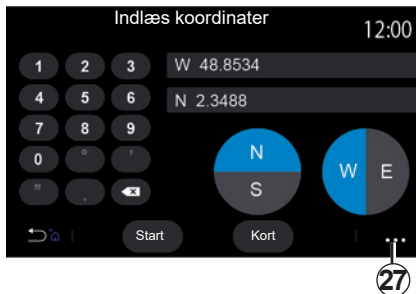 Indlæs koordinater
12:00
1 2 3
W 48.8534
4 5 6
N 2.3488
7 8 9
0 ° '
" .
N
S
W E
Start
Kort
...
27